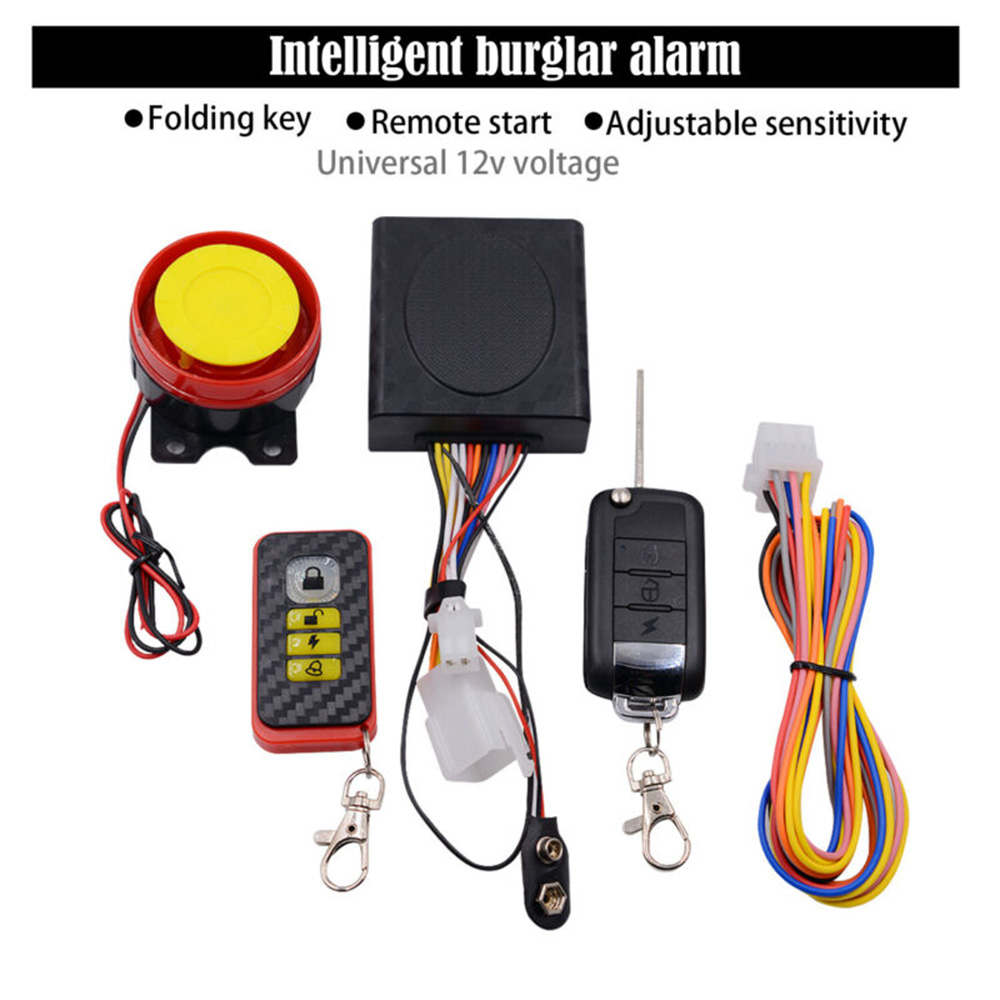 Intelligent burglar alarm
●Folding key ●Remote start ●Adjustable sensitivity
Universal 12v voltage